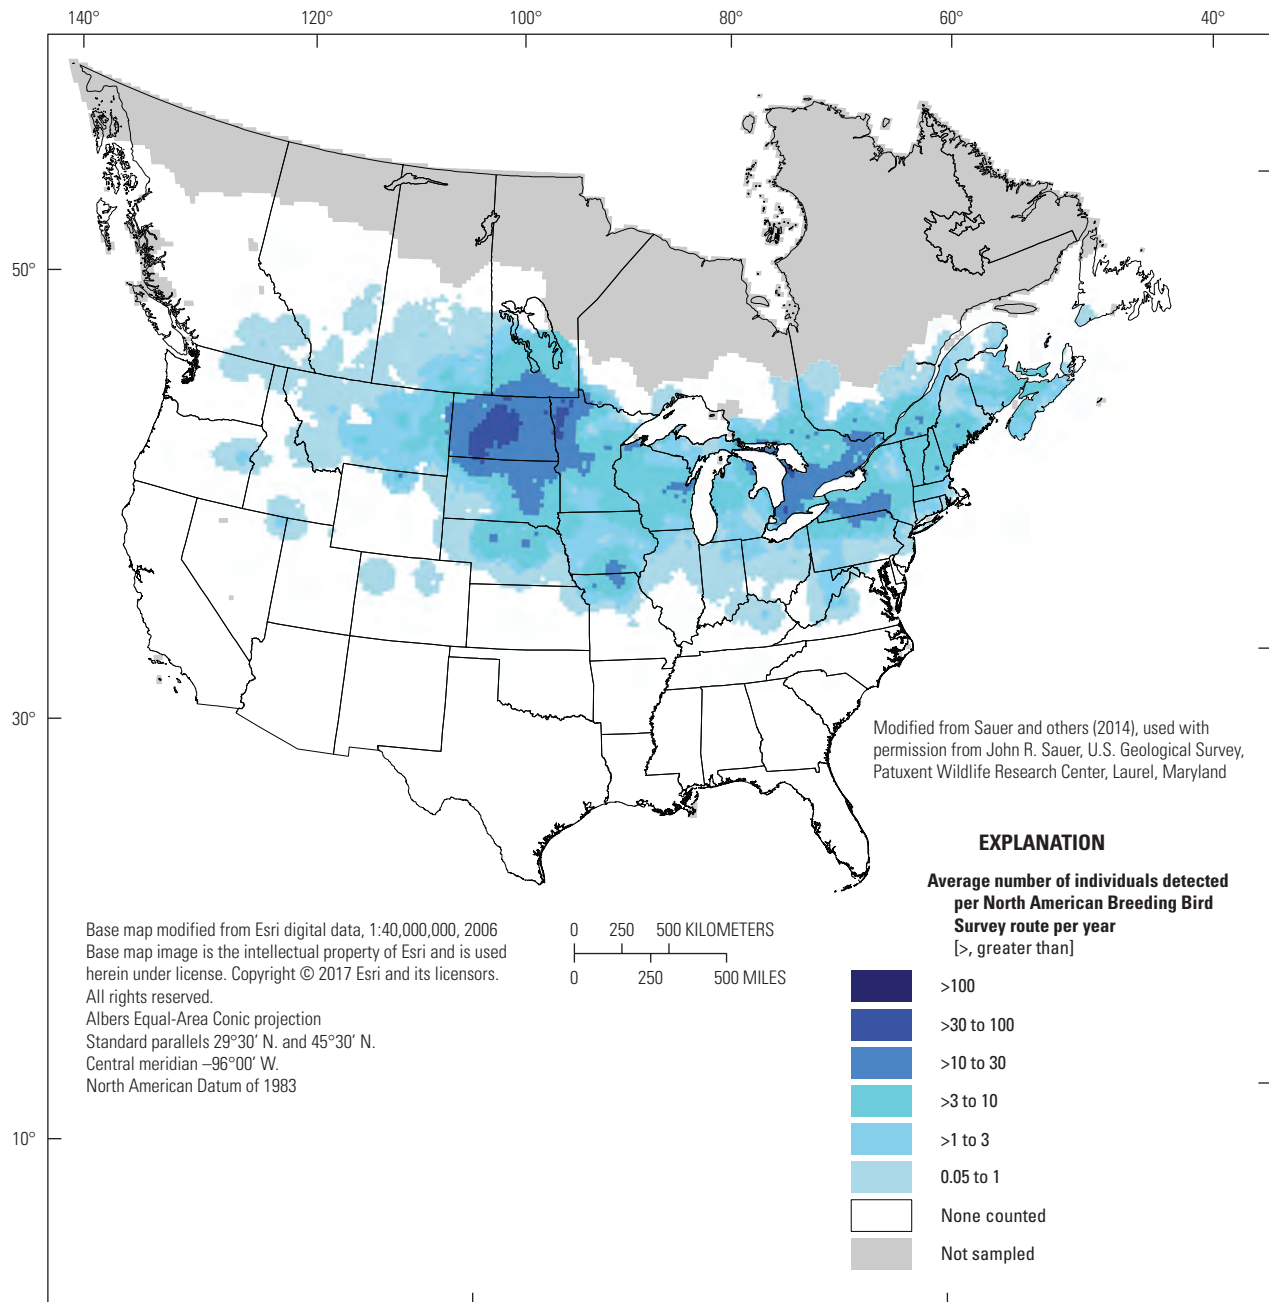 140°
120°
100°
80°
60°
40°
50°
30°
10°
Modified from Sauer and others (2014), used with
permission from John R. Sauer, U.S. Geological Survey,
Patuxent Wildlife Research Center, Laurel, Maryland
Base map modified from Esri digital data, 1:40,000,000, 2006
Base map image is the intellectual property of Esri and is used
herein under license. Copyright © 2017 Esri and its licensors.
All rights reserved.
Albers Equal-Area Conic projection
Standard parallels 29°30′ N. and 45°30′ N.
Central meridian –96°00′ W.
North American Datum of 1983
0 250 500 KILOMETERS
0 250 500 MILES
EXPLANATION
Average number of individuals detected
per North American Breeding Bird
Survey route per year
[>, greater than]
>100
>30 to 100
>10 to 30
>3 to 10
>1 to 3
0.05 to 1
None counted
Not sampled